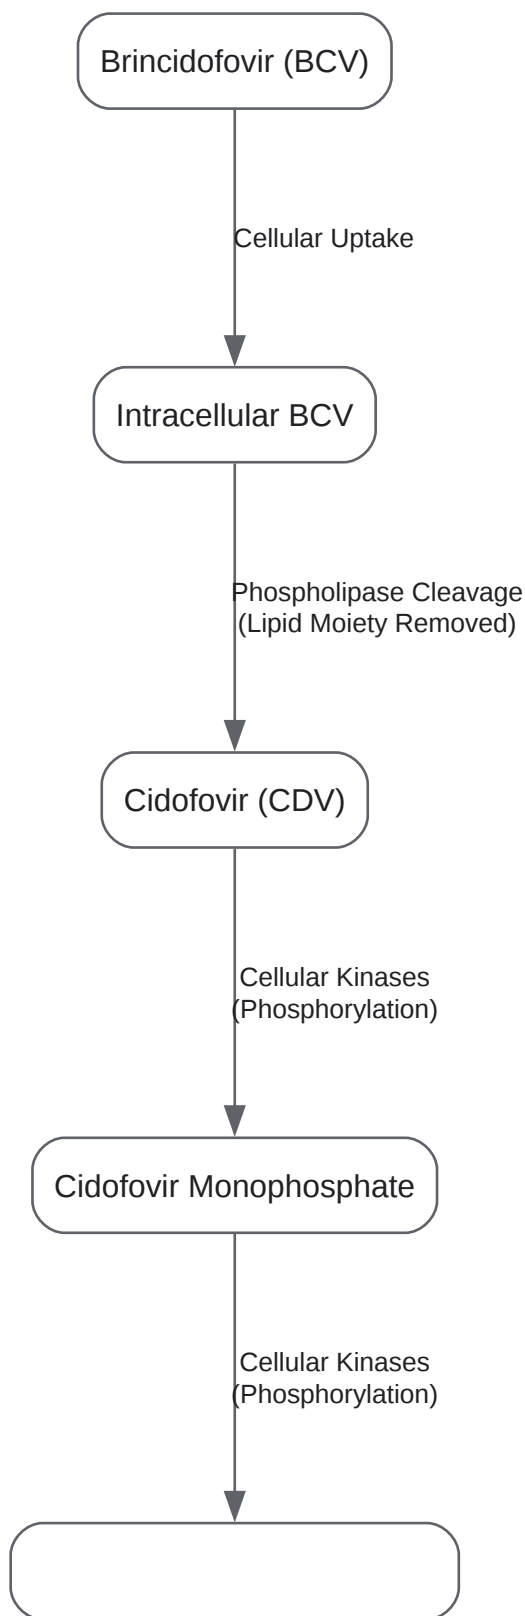 Brincidofovir (BCV)
Cellular Uptake
Intracellular BCV
Phospholipase Cleavage
(Lipid Moiety Removed)
Cidofovir (CDV)
Cellular Kinases
(Phosphorylation)
Cidofovir Monophosphate
Cellular Kinases
(Phosphorylation)